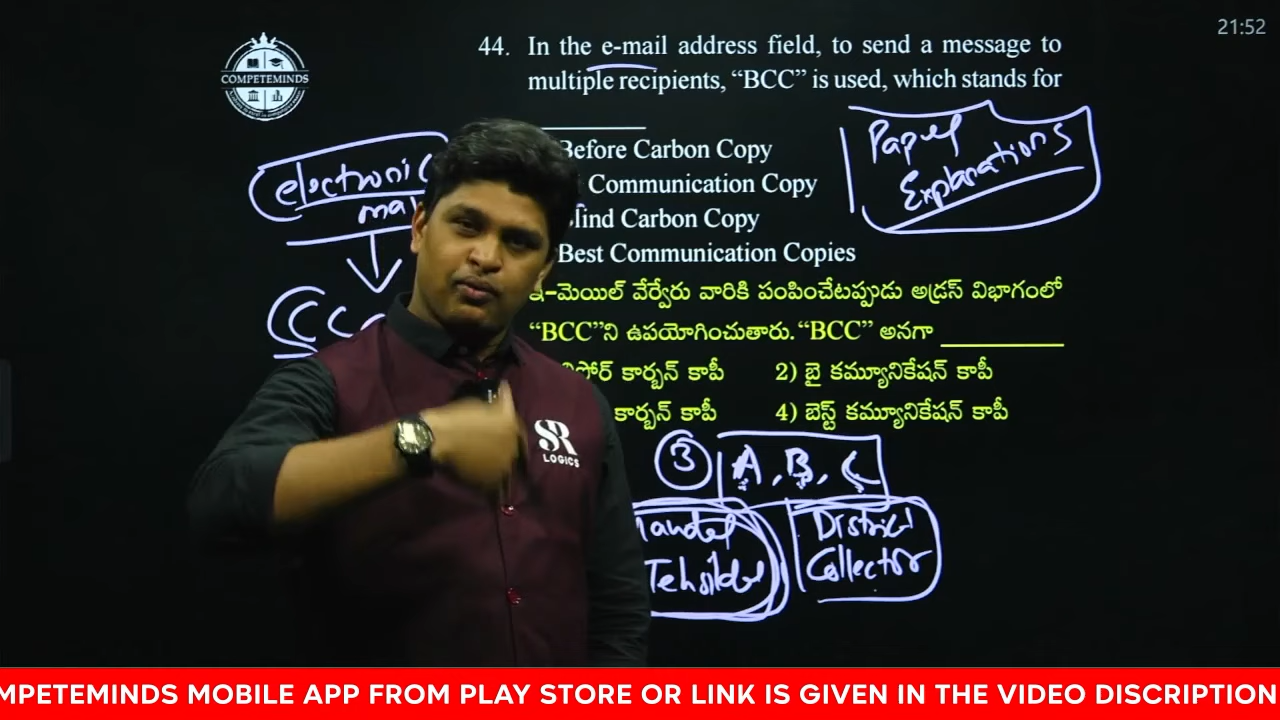 21:52
COMPETEMINDS
44. In the e-mail address field, to send a message to
multiple recipients, “BCC” is used, which stands for
Before Carbon Copy
Communication Copy
lind Carbon Copy
Best Communication Copies
Paper
Explanations
electronic
mai
CC
ఇ-మెయిల్ వేర్వేరు వారికి పంపించేటప్పుడు అడ్రస్ విభాగంలో
“BCC”ని ఉపయోగించుతారు. “BCC” అనగా
కార్బన్ కాపీ 2) బై కమ్యూనికేషన్ కాపీ
కార్బన్ కాపీ 4) బెస్ట్ కమ్యూనికేషన్ కాపీ
3 A, B, C
District
Collector
SR
LOGICS
MPETEMINDS MOBILE APP FROM PLAY STORE OR LINK IS GIVEN IN THE VIDEO DISCRIPTION